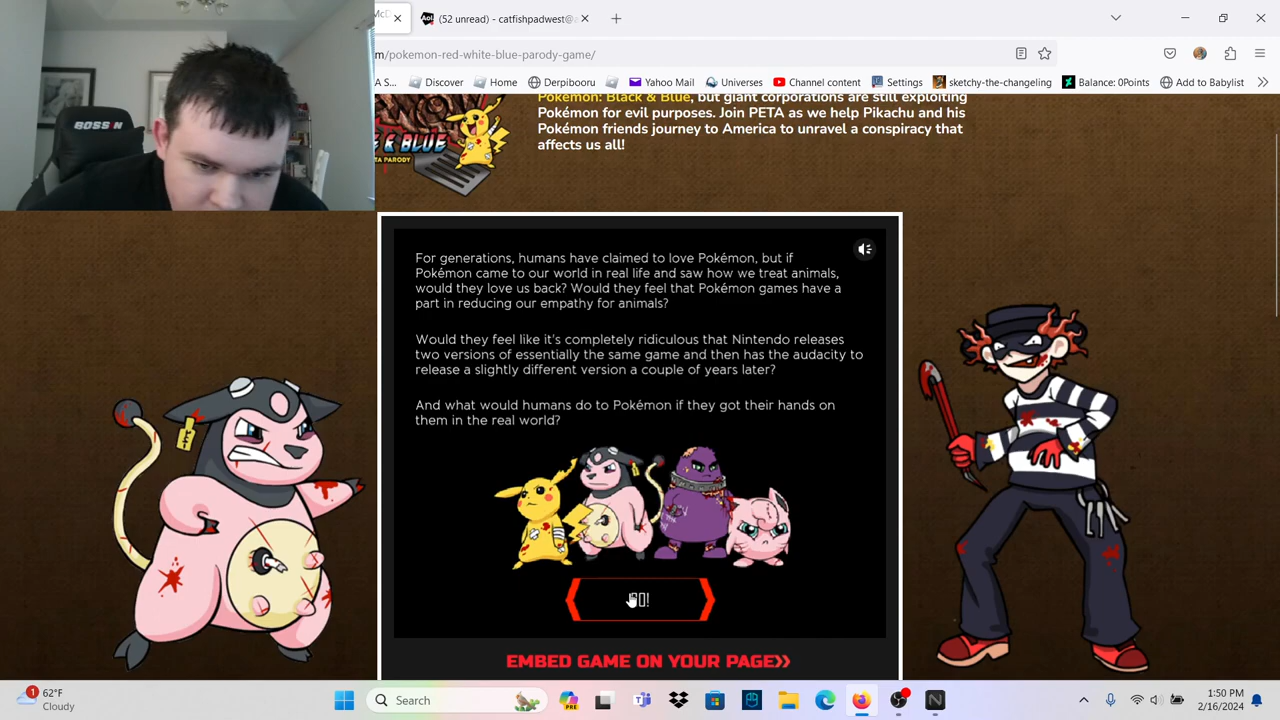 McD
(52 unread) - catfishpadwest@a
m/pokemon-red-white-blue-parody-game/
A S...
Discover
Home
Derpibooru
Yahoo Mail
Universes
Channel content
Settings
sketchy-the-changeling
Balance: 0Points
Add to Babylist
Pokémon: Black & Blue, but giant corporations are still exploiting
Pokémon for evil purposes. Join PETA as we help Pikachu and his
Pokémon friends journey to America to unravel a conspiracy that
affects us all!
E & BLUE
TA PARODY
For generations, humans have claimed to love Pokémon, but if
Pokémon came to our world in real life and saw how we treat animals,
would they love us back? Would they feel that Pokémon games have a
part in reducing our empathy for animals?
Would they feel like it's completely ridiculous that Nintendo releases
two versions of essentially the same game and then has the audacity to
release a slightly different version a couple of years later?
And what would humans do to Pokémon if they got their hands on
them in the real world?
GO!
EMBED GAME ON YOUR PAGE
1
62°F
Cloudy
Search
PRE
1:50 PM
2/16/2024